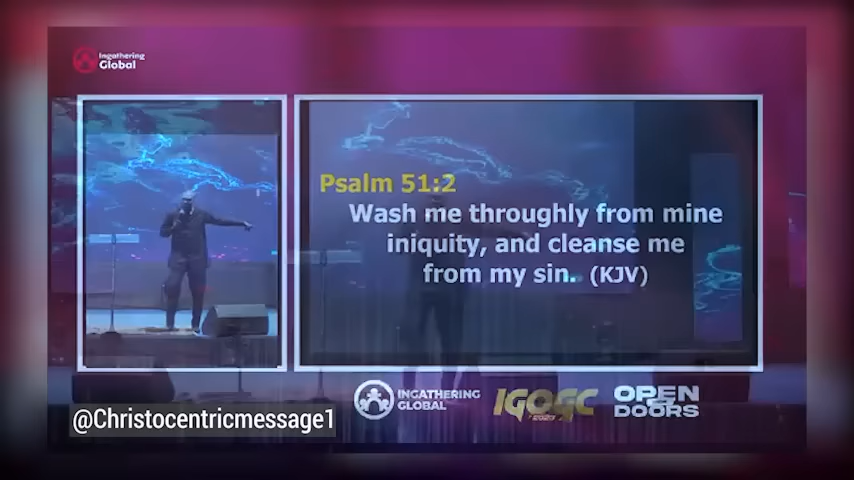 Ingathering
Global
Psalm 51:2
Wash me throughly from mine
iniquity, and cleanse me
from my sin. (KJV)
INGATHERING
GLOBAL
IGOGC
2023
OPEN
DOORS
@Christocentricmessage1